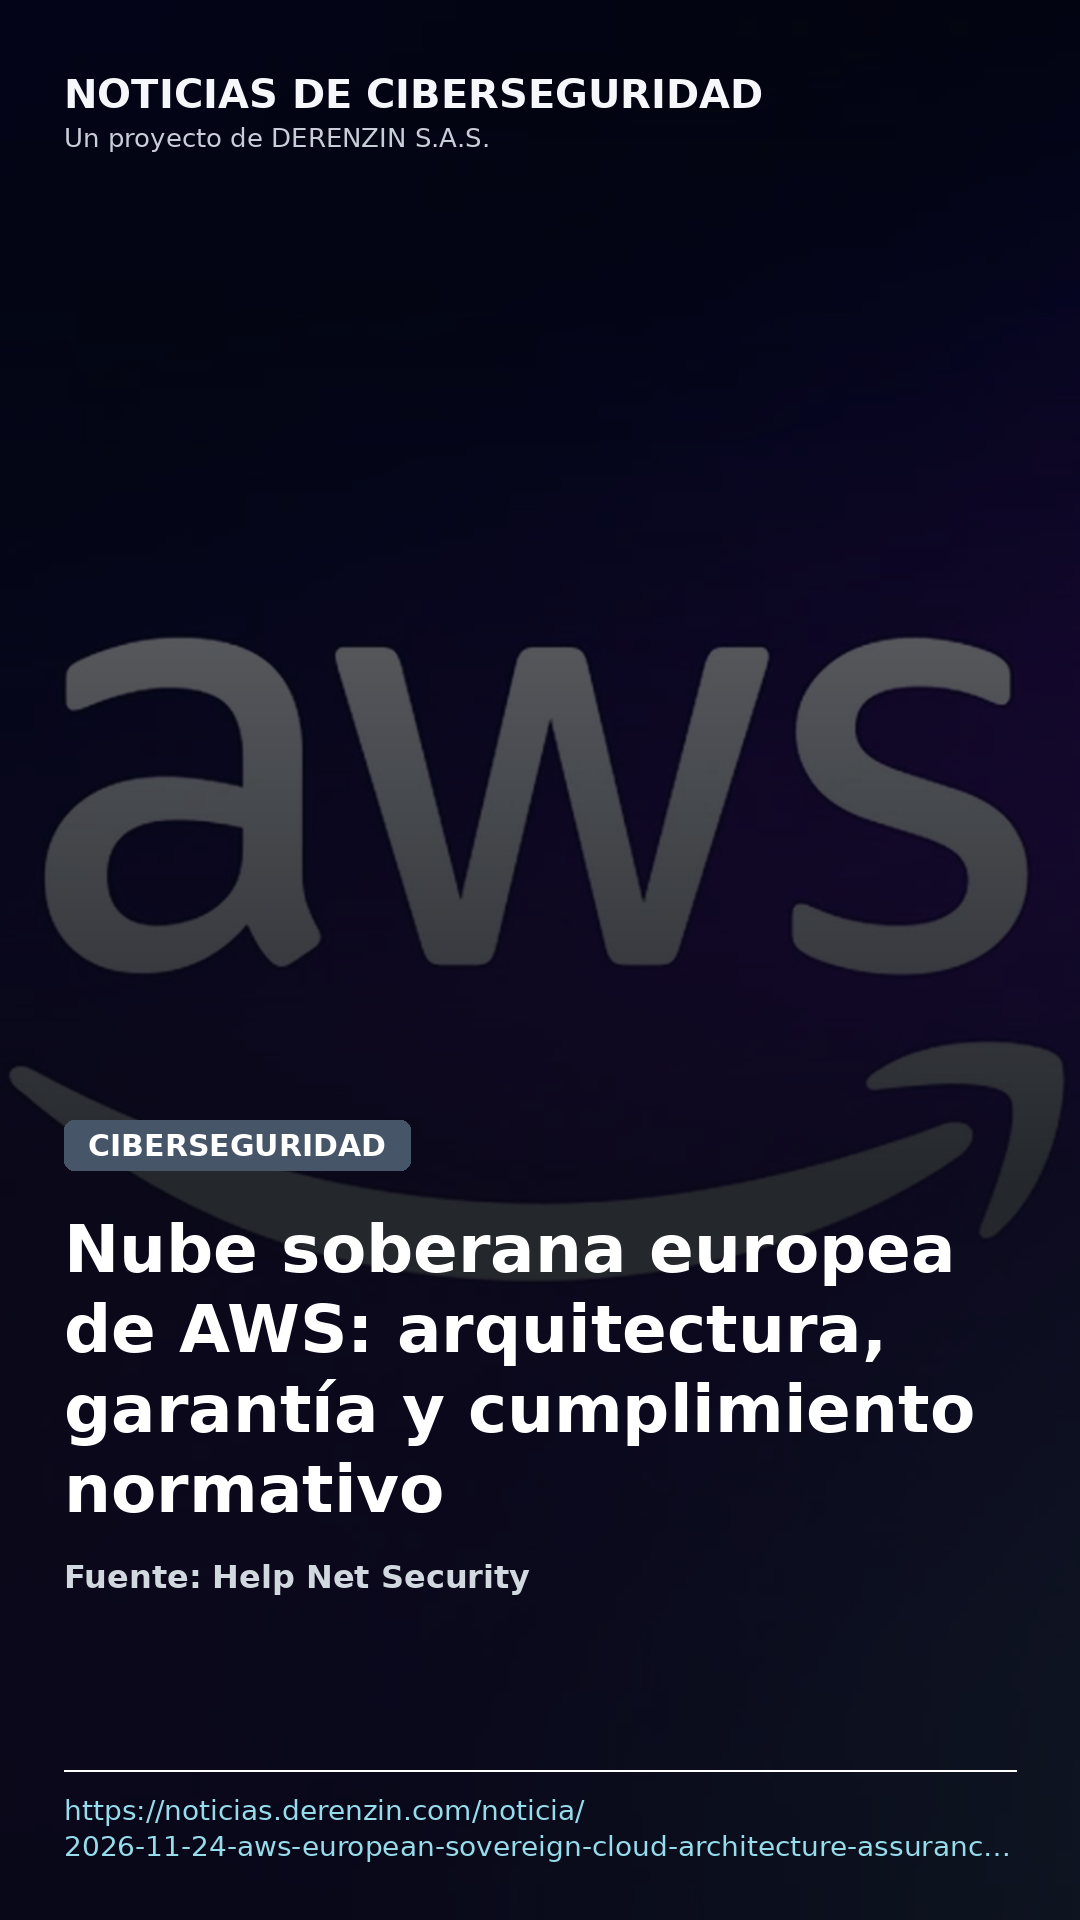 NOTICIAS DE CIBERSEGURIDAD
Un proyecto de DERENZIN S.A.S.
aws
CIBERSEGURIDAD
Nube soberana europea
de AWS: arquitectura,
garantía y cumplimiento
normativo
Fuente: Help Net Security
https://noticias.derenzin.com/noticia/
2026-11-24-aws-european-sovereign-cloud-architecture-assuranc...